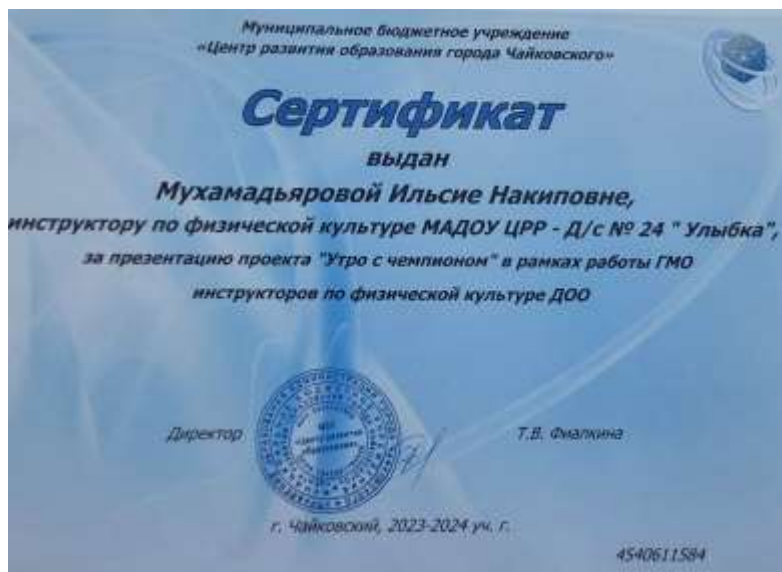 Муниципальное бюджетное учреждение
«Центр развития образования города Чайковского»
Сертификат
выдан
Мухамадьяровой Ильсие Накиповне,
инструктору по физической культуре МАДОУ ЦРР - Д/с № 24 " Улыбка",
за презентацию проекта "Утро с чемпионом" в рамках работы ГМО
инструкторов по физической культуре ДОО
Директор
Т.В. Фиалкина
г. Чайковский, 2023-2024 уч. г.
4540611584